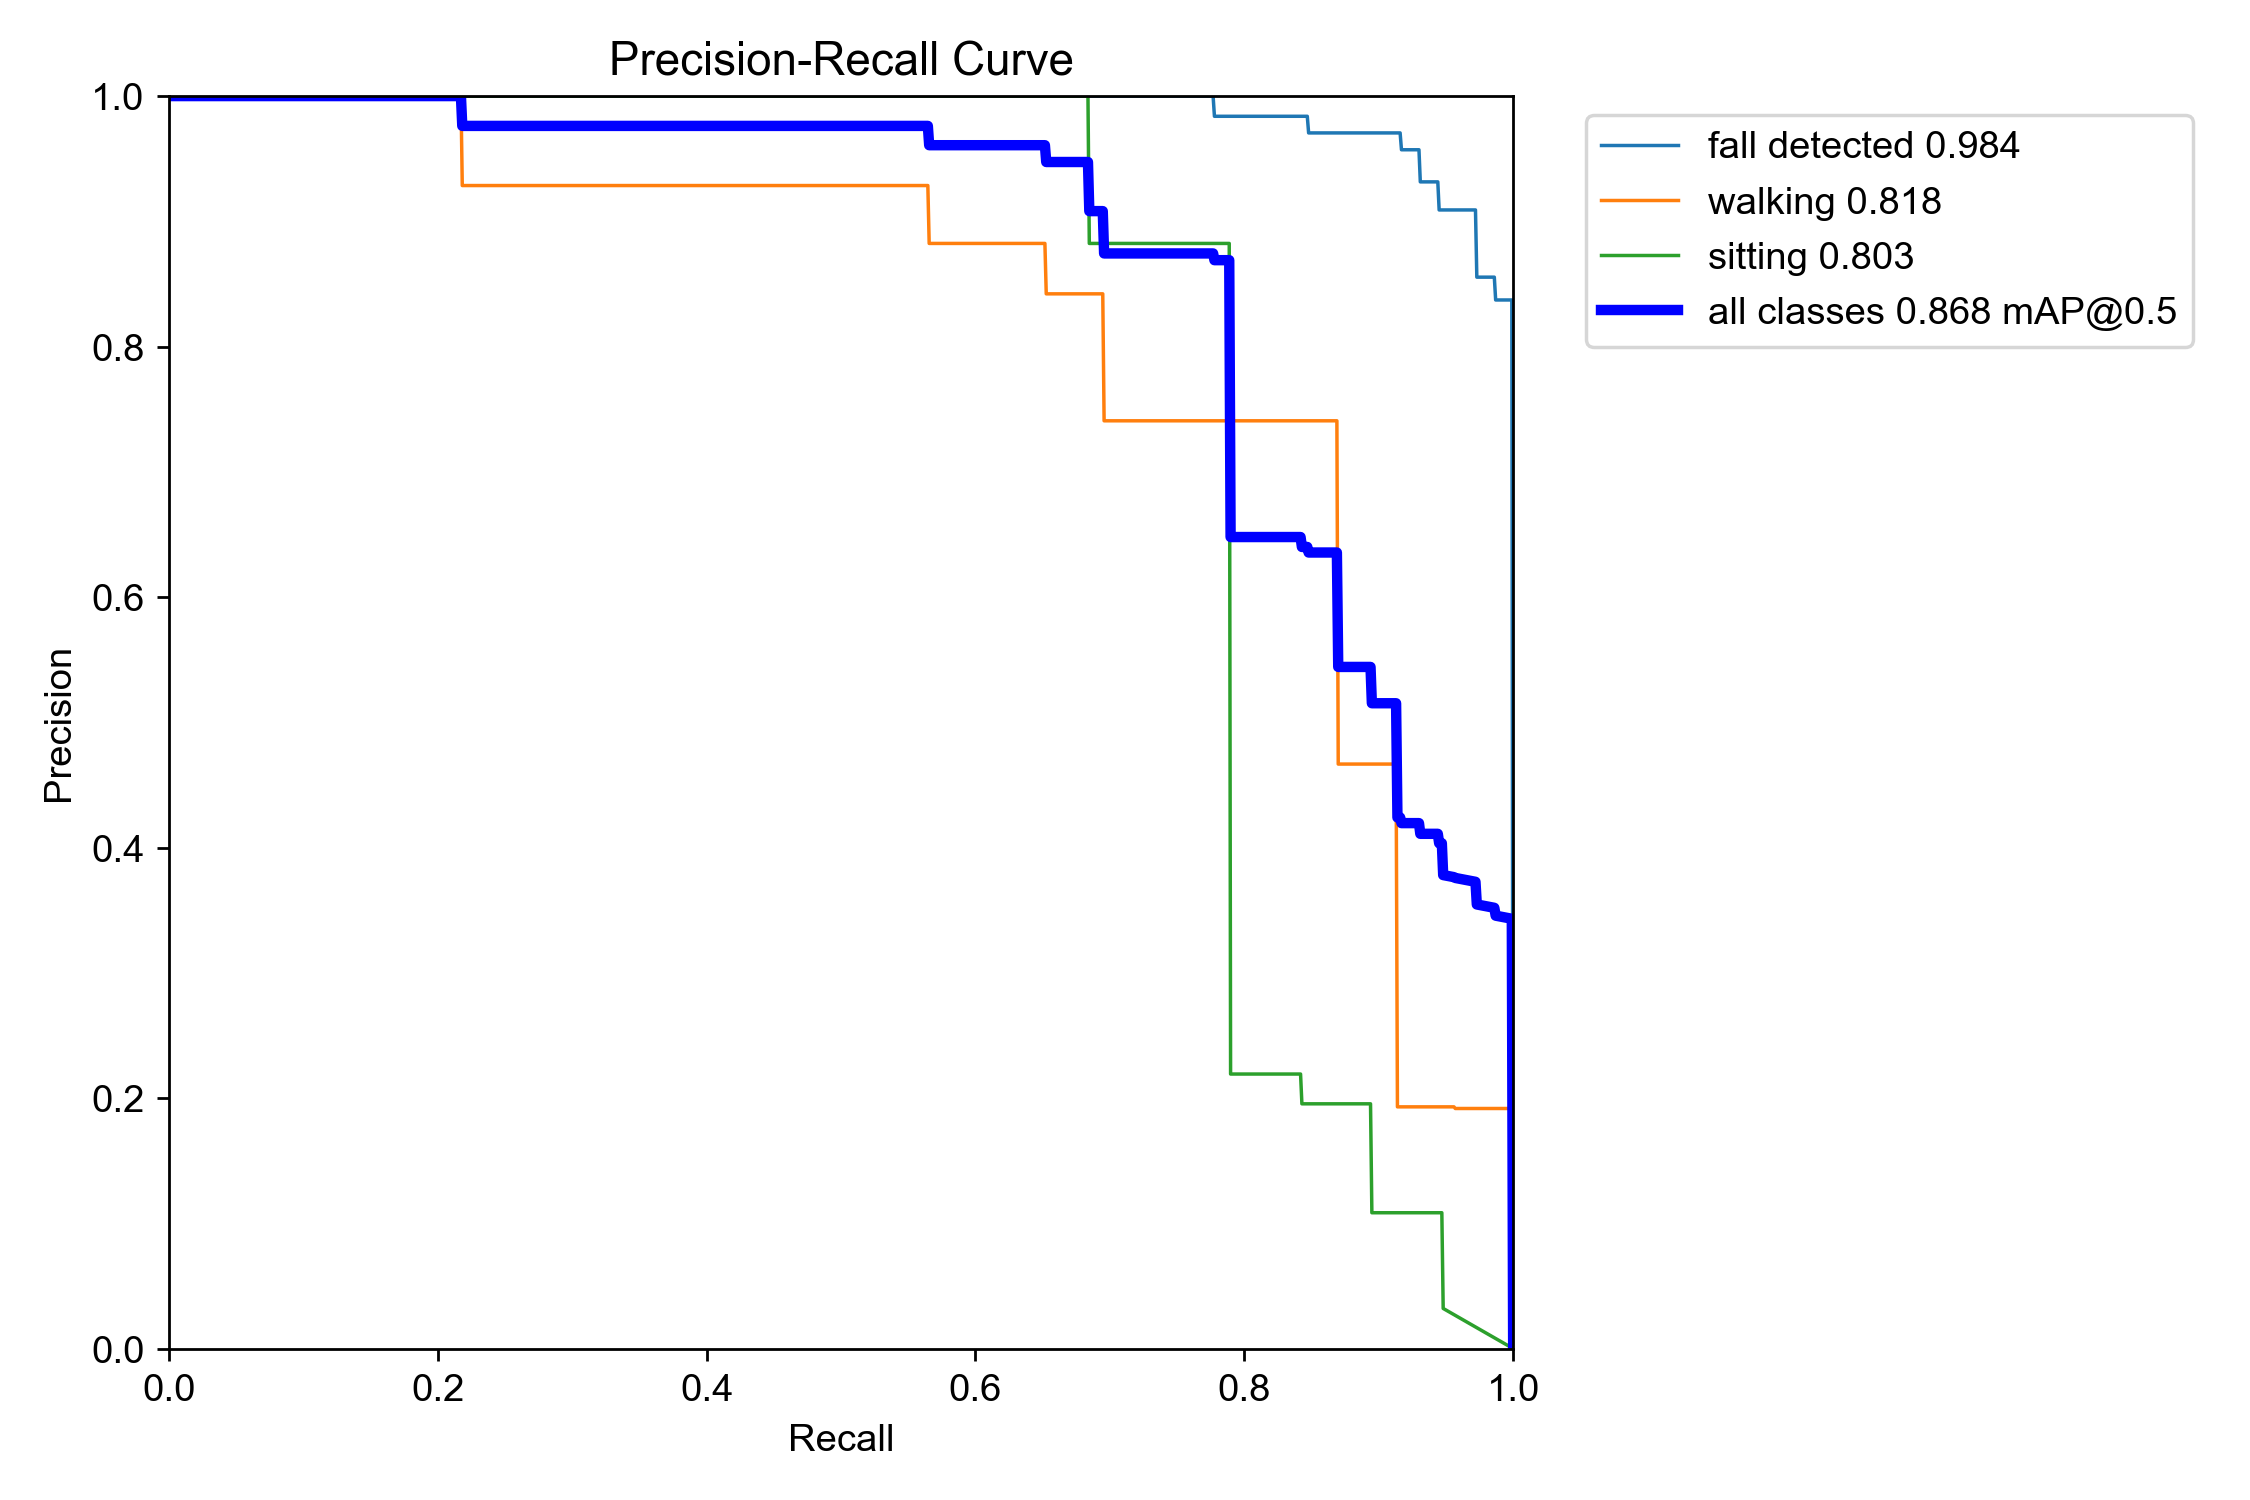 Precision-Recall Curve
1.0
0.8
0.6
0.4
0.2
0.0
Precision
0.0 0.2 0.4 0.6 0.8 1.0
Recall
fall detected 0.984
walking 0.818
sitting 0.803
all classes 0.868 mAP@0.5